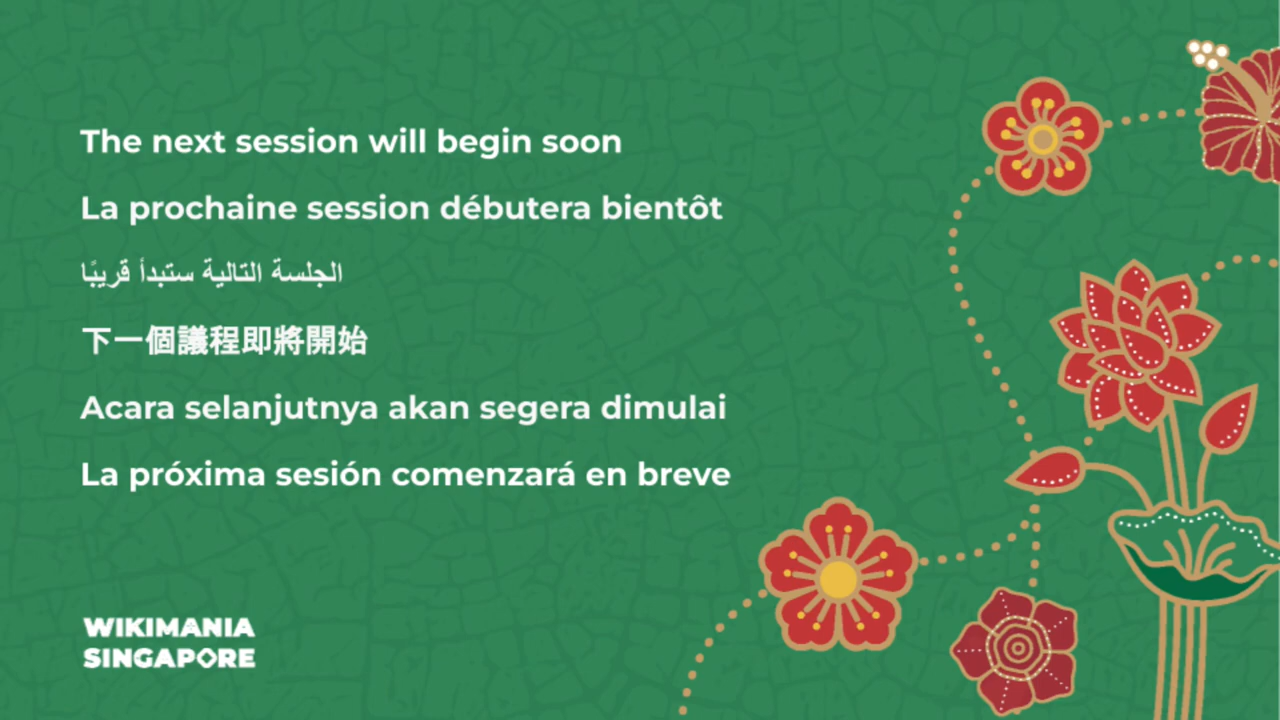 The next session will begin soon
La prochaine session débutera bientôt
الجلسة التالية ستبدأ قريبًا
下一個議程即將開始
Acara selanjutnya akan segera dimulai
La próxima sesión comenzará en breve
WIKIMANIA
SINGAPORE